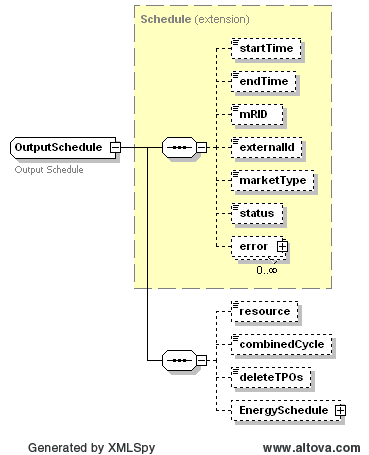 Schedule (extension)
startTime
endTime
mRID
OutputSchedule
externalId
Output Schedule
marketType
status
error
0..∞
resource
combinedCycle
deleteTPOs
EnergySchedule
Generated by XMLSpy
www.altova.com